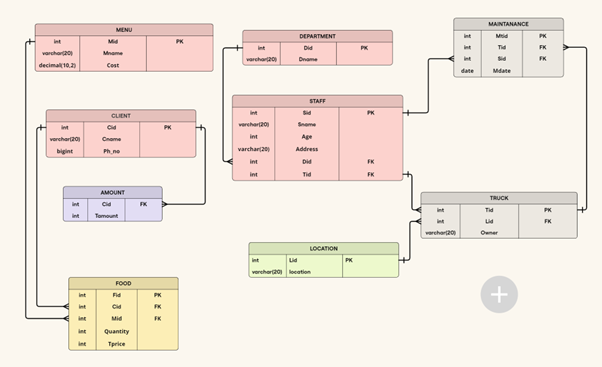 MENU
int Mid PK
varchar(20) Mname
decimal(10,2) Cost
DEPARTMENT
int Did PK
varchar(20) Dname
MAINTANANCE
int Mtid PK
int Tid FK
int Sid FK
date Mdate
CLIENT
int Cid PK
varchar(20) Cname
bigint Ph_no
STAFF
int Sid PK
varchar(20) Sname
int Age
varchar(20) Address
int Did FK
int Tid FK
AMOUNT
int Cid FK
int Tamount
TRUCK
int Tid PK
int Lid FK
varchar(20) Owner
LOCATION
int Lid PK
varchar(20) location
FOOD
int Fid PK
int Cid FK
int Mid FK
int Quantity
int Tprice